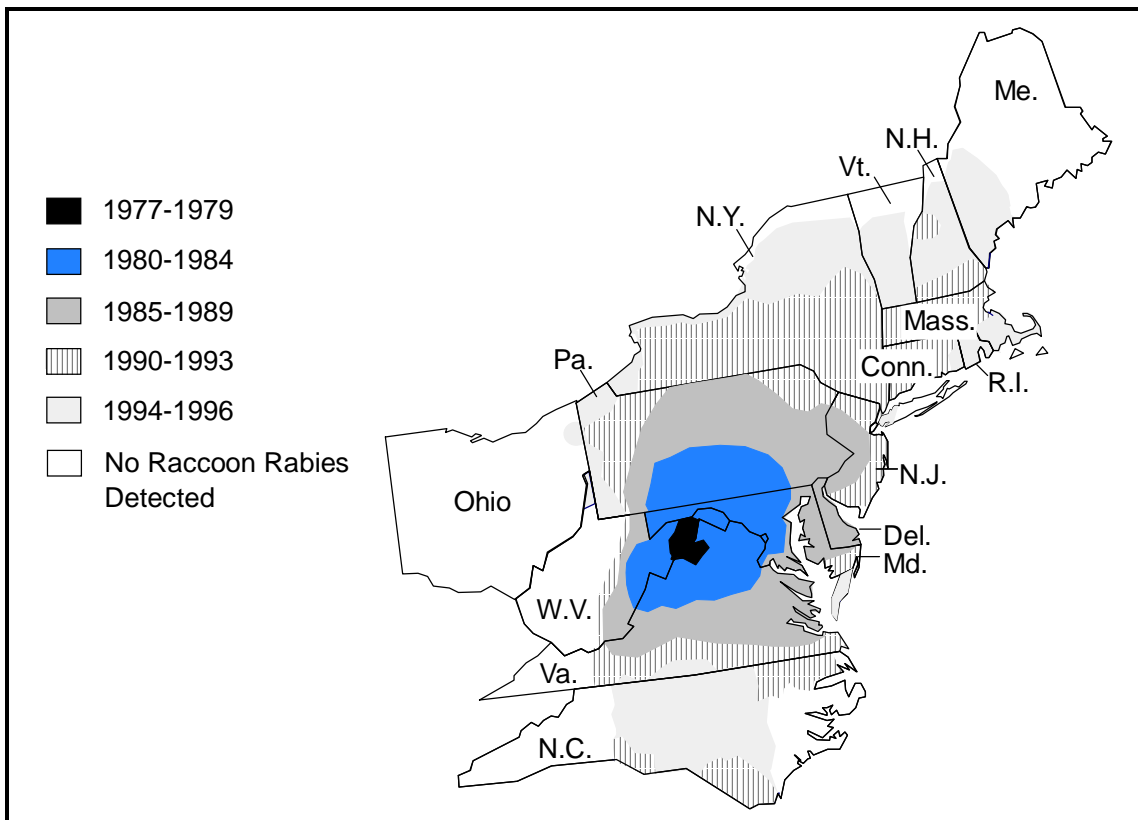 1977-1979
1980-1984
1985-1989
1990-1993
1994-1996
No Raccoon Rabies
Detected
Me.
N.H.
Vt.
N.Y.
Mass.
Conn.
R.I.
Pa.
N.J.
Ohio
Del.
Md.
W.V.
Va.
N.C.